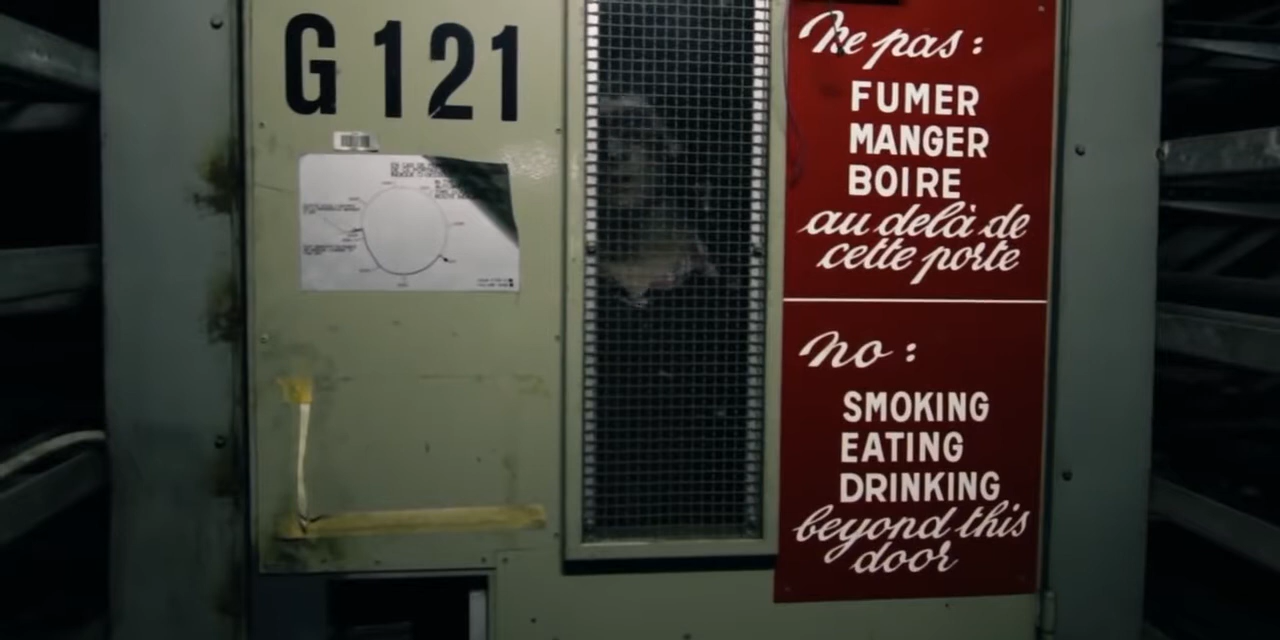 G 121
Ne pas :
FUMER
MANGER
BOIRE
au delà de
cette porte
no :
SMOKING
EATING
DRINKING
beyond this
door